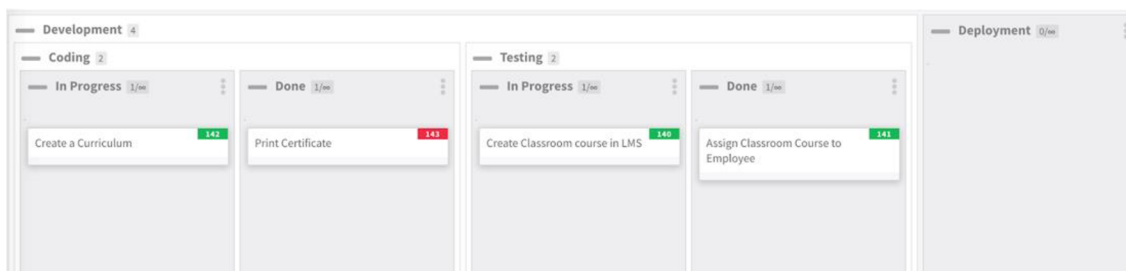 Development 4
Deployment 0/∞
Coding 2
Testing 2
In Progress 1/∞
Done 1/∞
In Progress 1/∞
Done 1/∞
142
Create a Curriculum
143
Print Certificate
140
Create Classroom course in LMS
141
Assign Classroom Course to
Employee